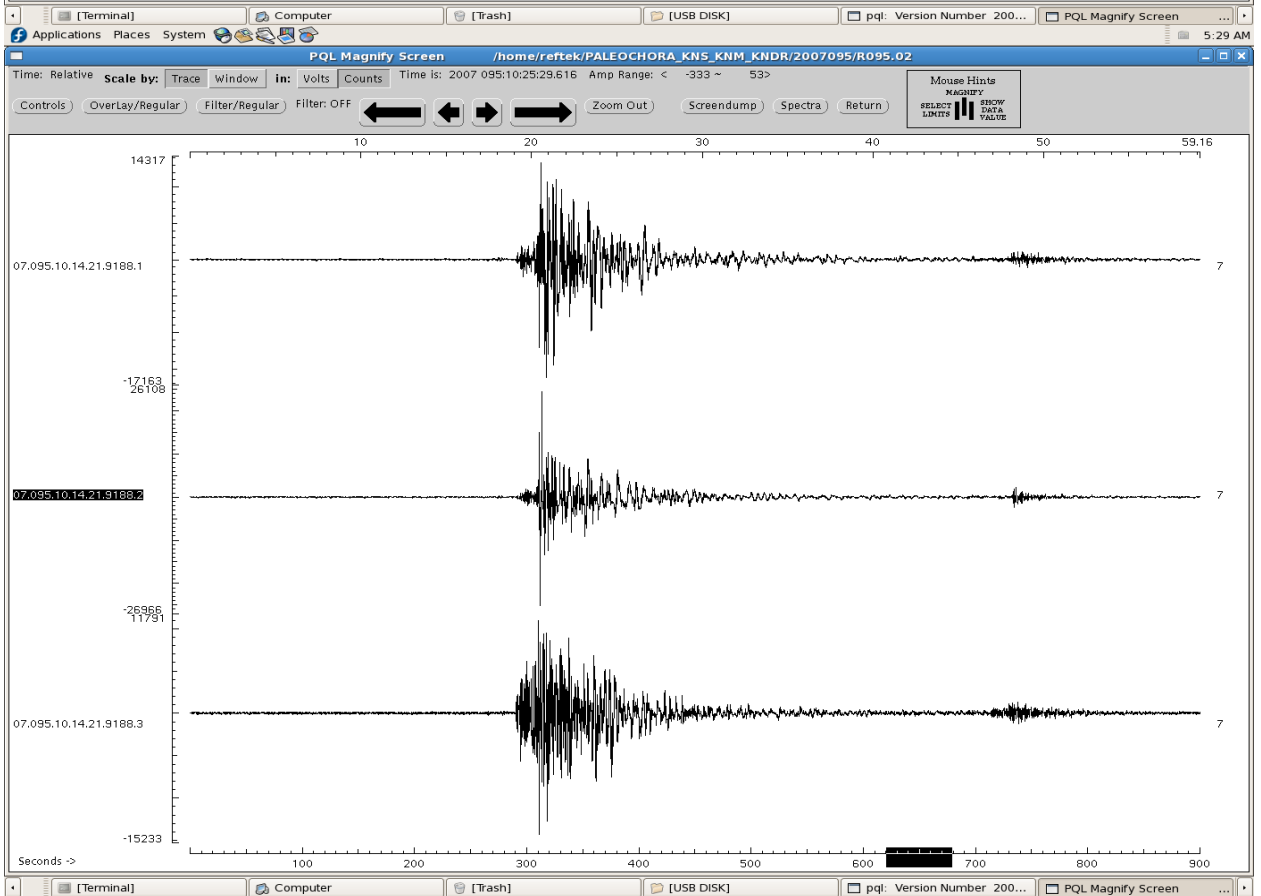 [Terminal] Computer [Trash] [USB DISK] pql: Version Number 200... PQL Magnify Screen ...
Applications Places System 5:29 AM
PQL Magnify Screen /home/reftek/PALEOCHORA_KNS_KNM_KNDR/2007095/R095.02
Time: Relative Scale by: Trace Window in: Volts Counts Time is: 2007 095:10:25:29.616 Amp Range: < -333 ~ 53>
Controls OverLay/Regular Filter/Regular Filter: OFF Zoom Out Screendump Spectra Return
Mouse Hints
MAGNIFY
SELECT LIMITS
SHOW DATA VALUE
10 20 30 40 50 59.16
14317
07.095.10.14.21.9188.1 7
-17163
26108
07.095.10.14.21.9188.2 7
-26966
11791
07.095.10.14.21.9188.3 7
-15233
Seconds -> 100 200 300 400 500 600 700 800 900
[Terminal] Computer [Trash] [USB DISK] pql: Version Number 200... PQL Magnify Screen ...